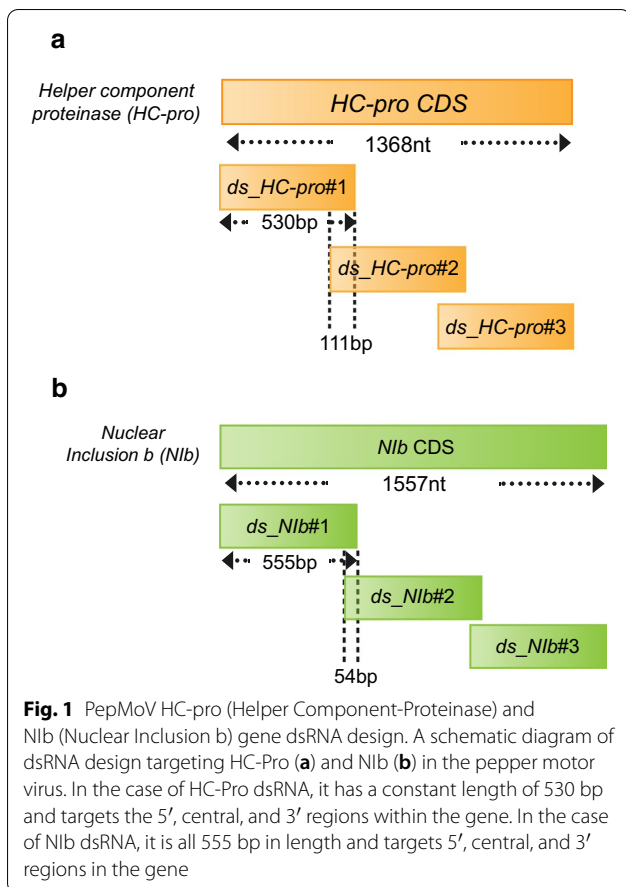 a
Helper component
proteinase (HC-pro)
HC-pro CDS
1368nt
ds_HC-pro#1
530bp
ds_HC-pro#2
ds_HC-pro#3
111bp
b
Nuclear
Inclusion b (NIb)
NIb CDS
1557nt
ds_NIb#1
555bp
ds_NIb#2
ds_NIb#3
54bp
Fig. 1 PepMoV HC-pro (Helper Component-Proteinase) and
NIb (Nuclear Inclusion b) gene dsRNA design. A schematic diagram of
dsRNA design targeting HC-Pro (a) and NIb (b) in the pepper motor
virus. In the case of HC-Pro dsRNA, it has a constant length of 530 bp
and targets the 5′, central, and 3′ regions within the gene. In the case
of NIb dsRNA, it is all 555 bp in length and targets 5′, central, and 3′
regions in the gene